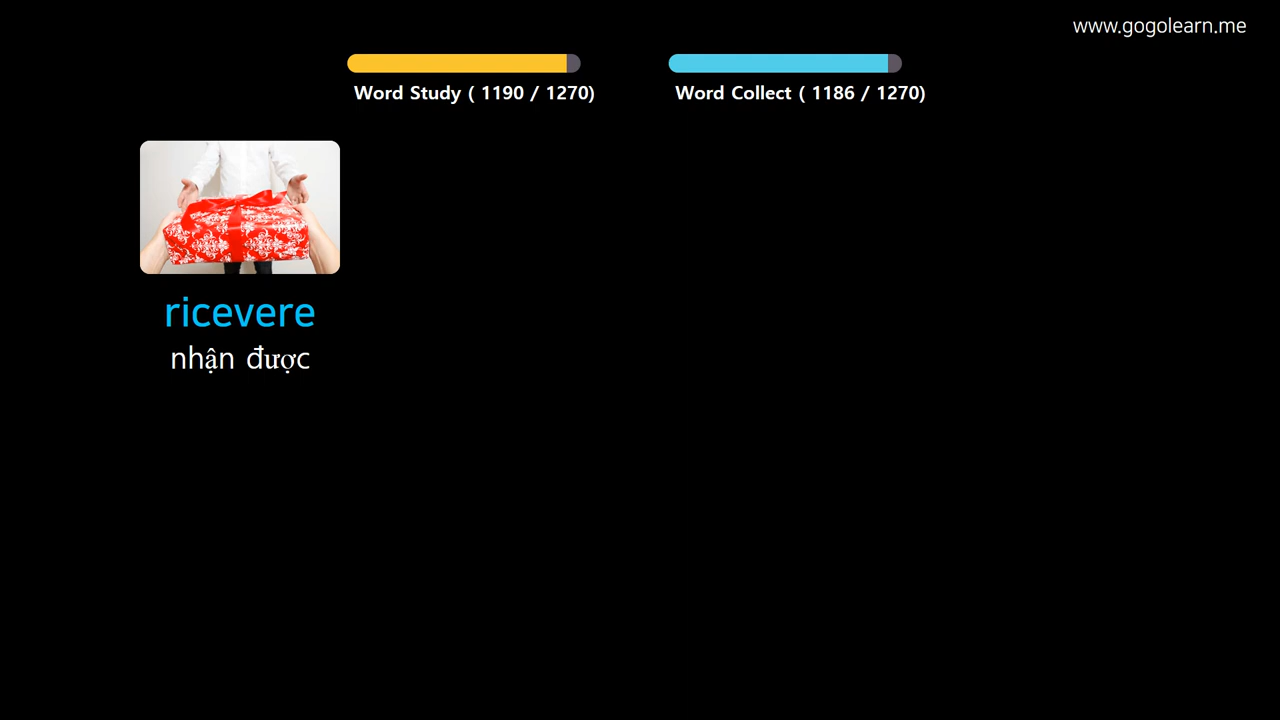 www.gogolearn.me
Word Study ( 1190 / 1270)
Word Collect ( 1186 / 1270)
ricevere
nhận được